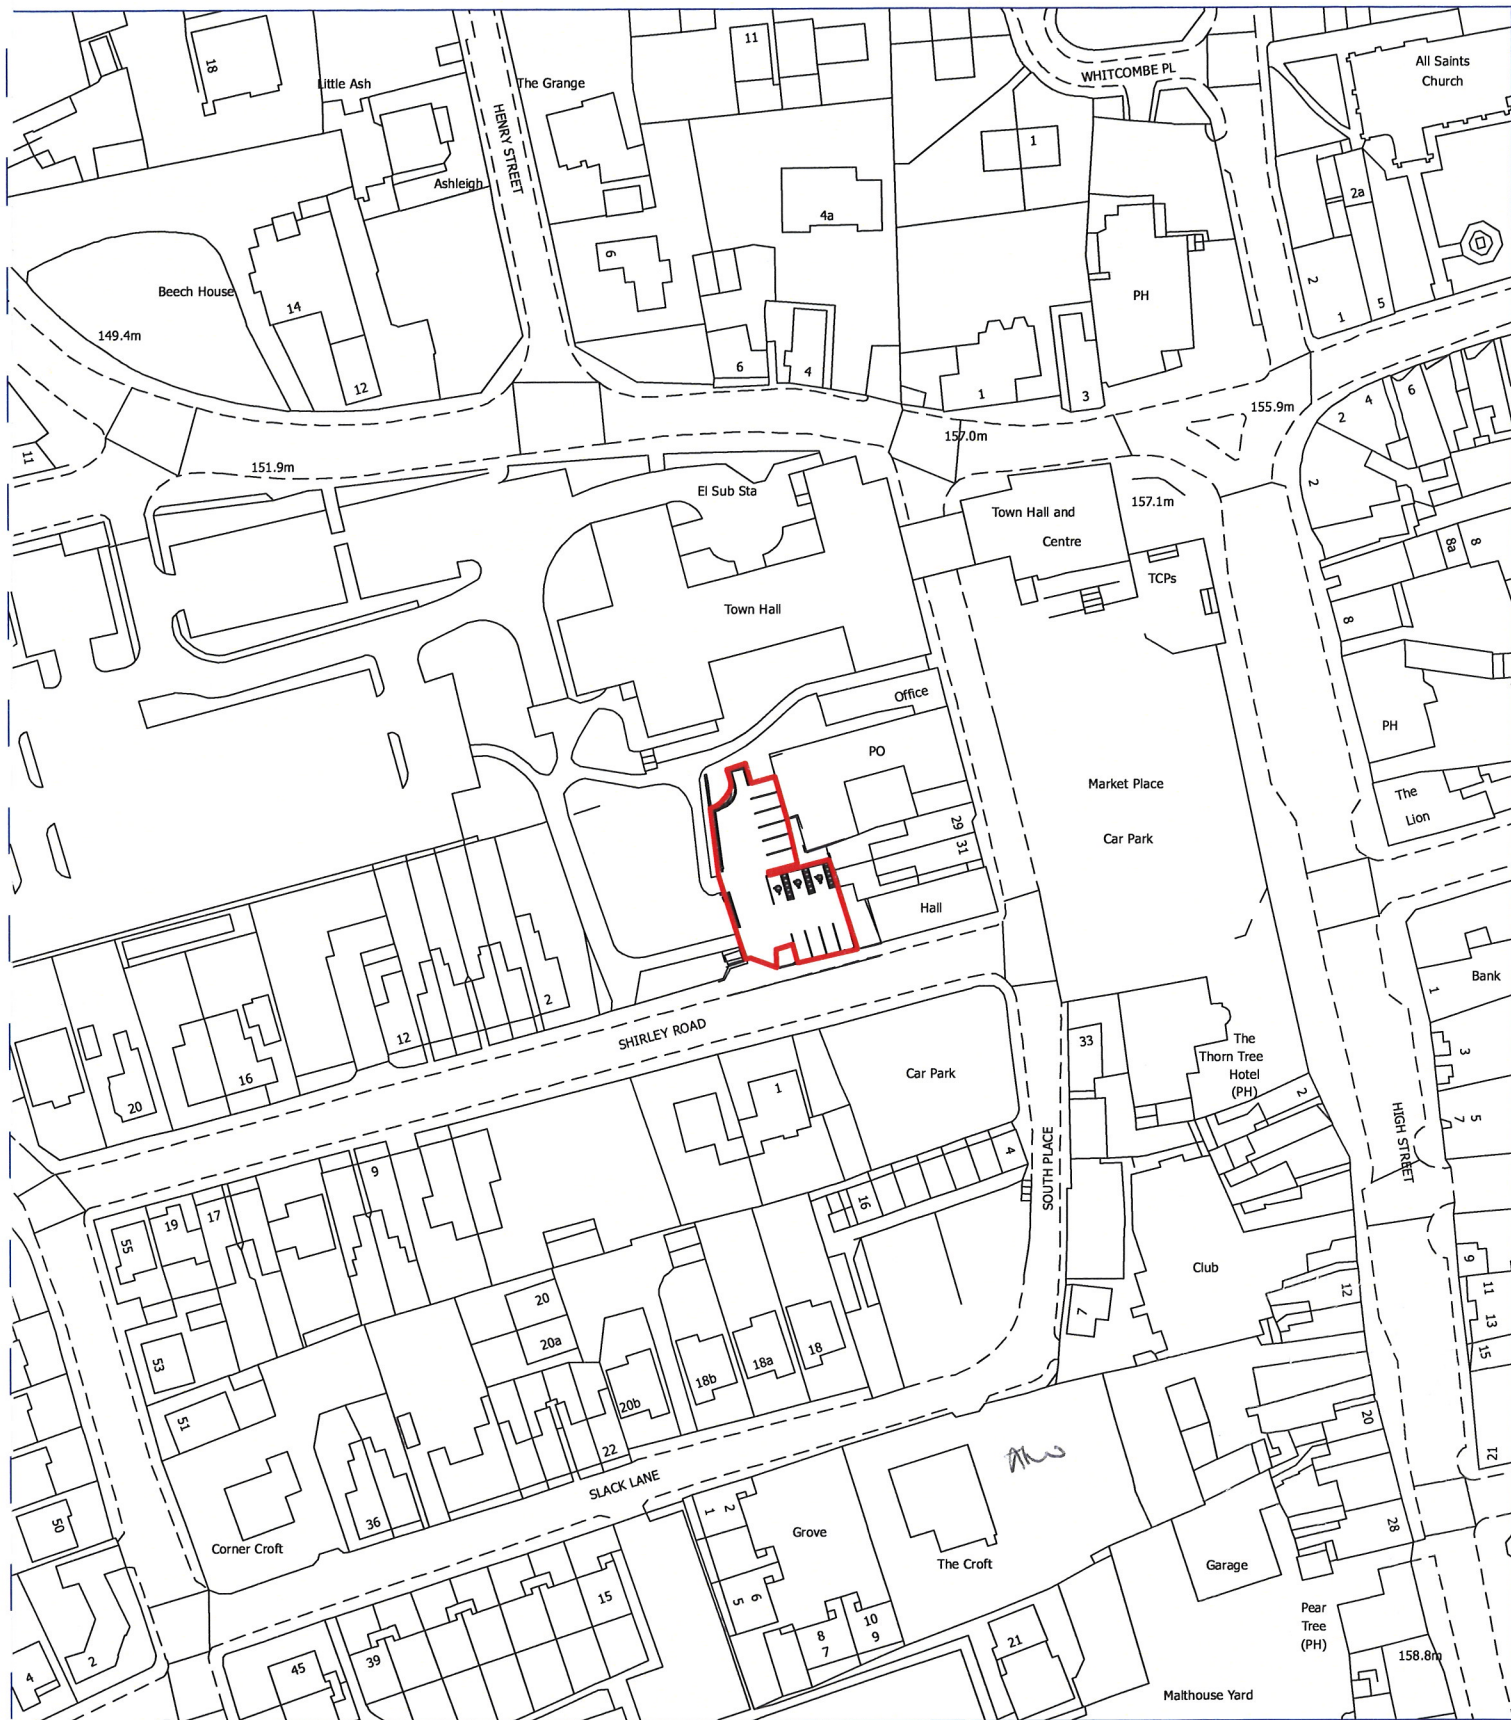 18
Little Ash
HENRY STREET
The Grange
11
WHITCOMBE PL
All Saints
Church
1
2a
Ashleigh
4a
Beech House
14
9
PH
2
1
5
149.4m
12
6
4
1
3
155.9m
2
4
6
157.0m
11
151.9m
El Sub Sta
Town Hall and
Centre
157.1m
2
8a
8
TCPs
Town Hall
8
Office
PH
PO
Market Place
Car Park
The
Lion
29
31
Hall
Bank
1
2
12
SHIRLEY ROAD
33
The
Thorn Tree
Hotel
(PH)
3
16
20
Car Park
1
2
5
7
HIGH STREET
SOUTH PLACE
4
9
16
55
19
17
Club
9
11
12
13
15
7
20
20a
53
18b
18a
18
20b
51
22
20
21
SLACK LANE
50
36
Corner Croft
1
2
Grove
The Croft
28
Garage
15
5
6
10
9
8
7
Pear
Tree
(PH)
21
4
2
45
39
158.8m
Malthouse Yard